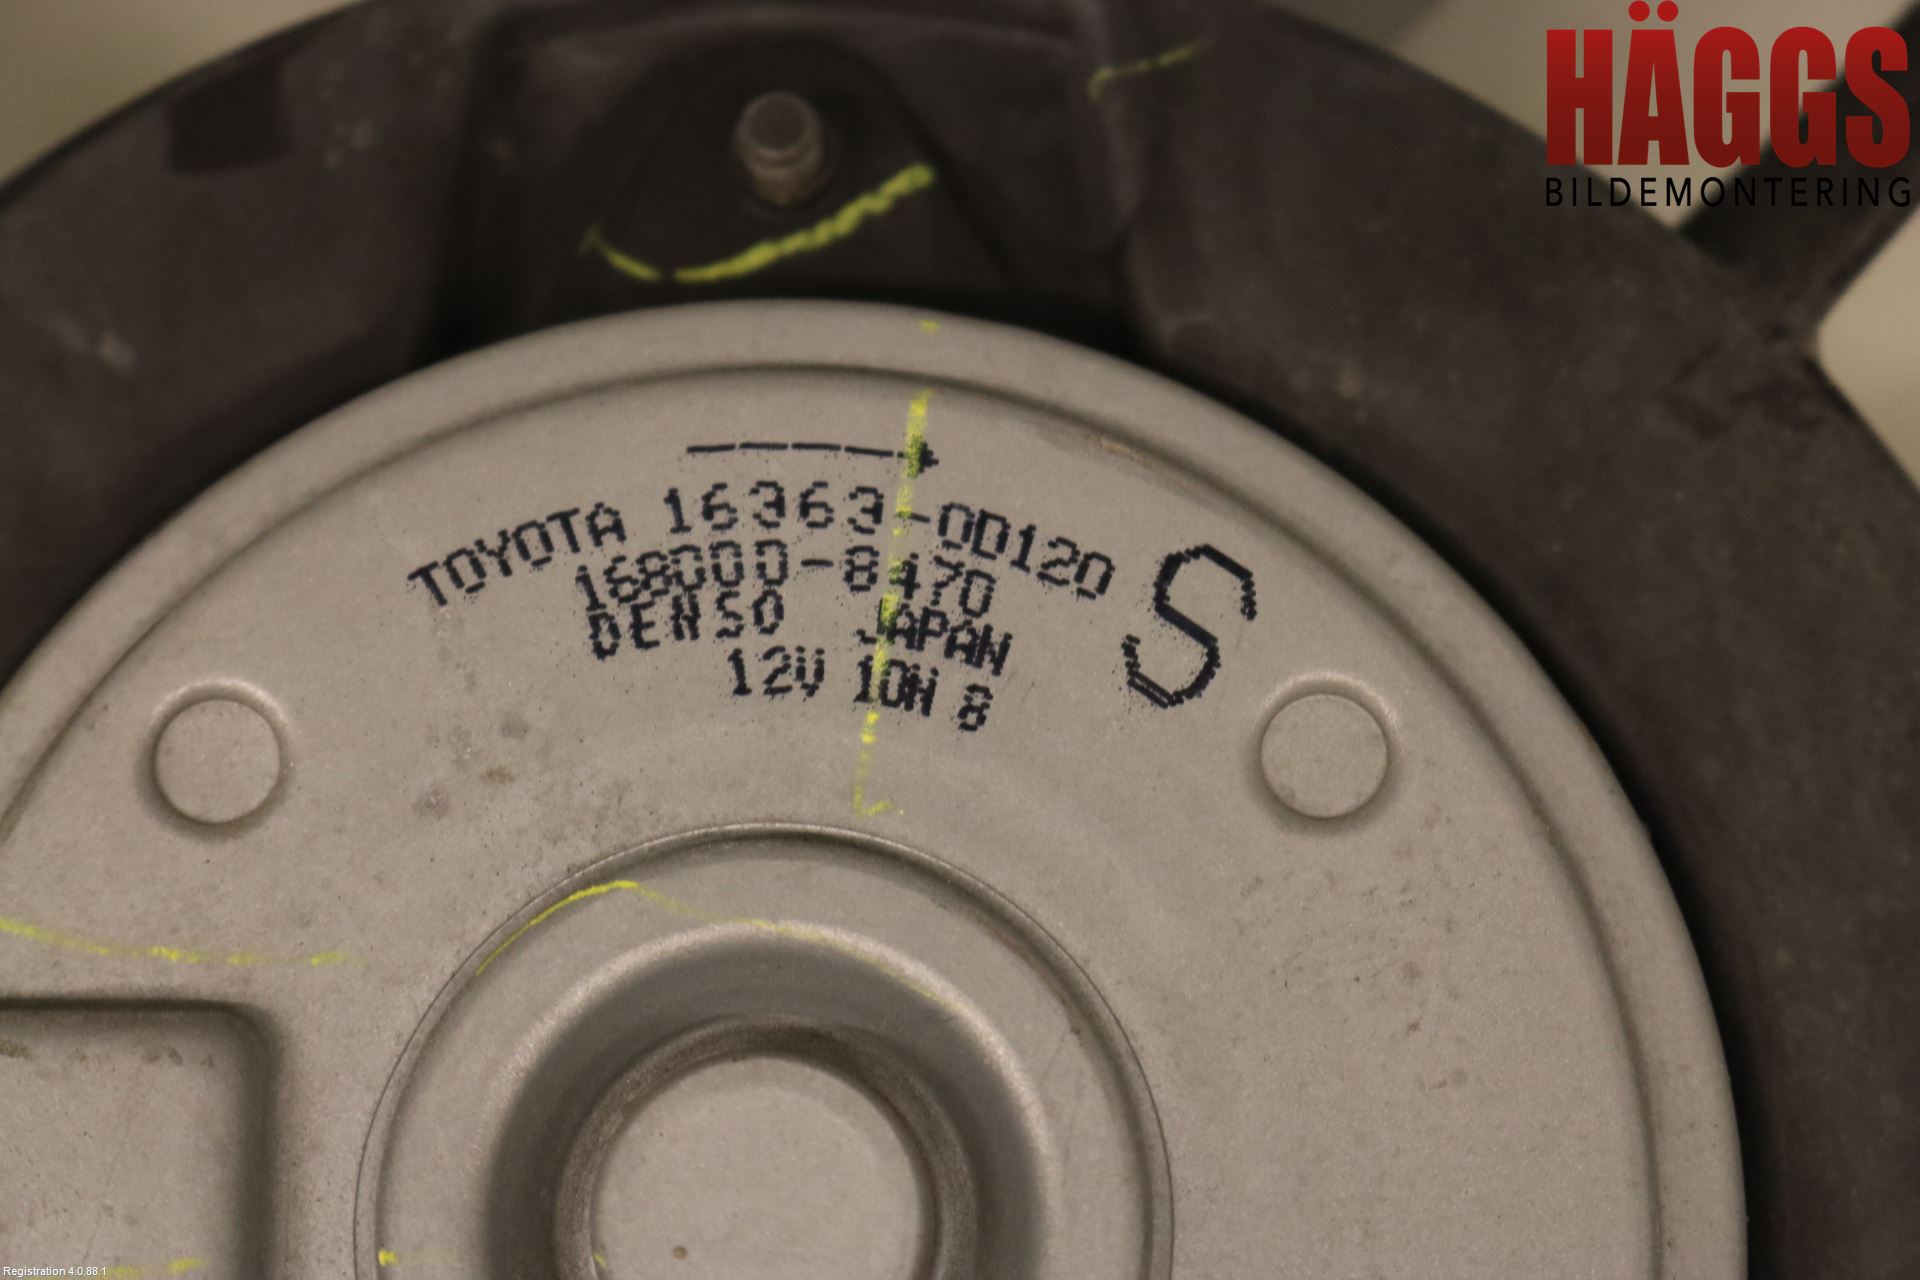 HÄGGS
BILDEMONTERING
TOYOTA 16363-0D120
168000-8470
DENSO JAPAN
12V 10N 8
S
Registration 4.0.88.1